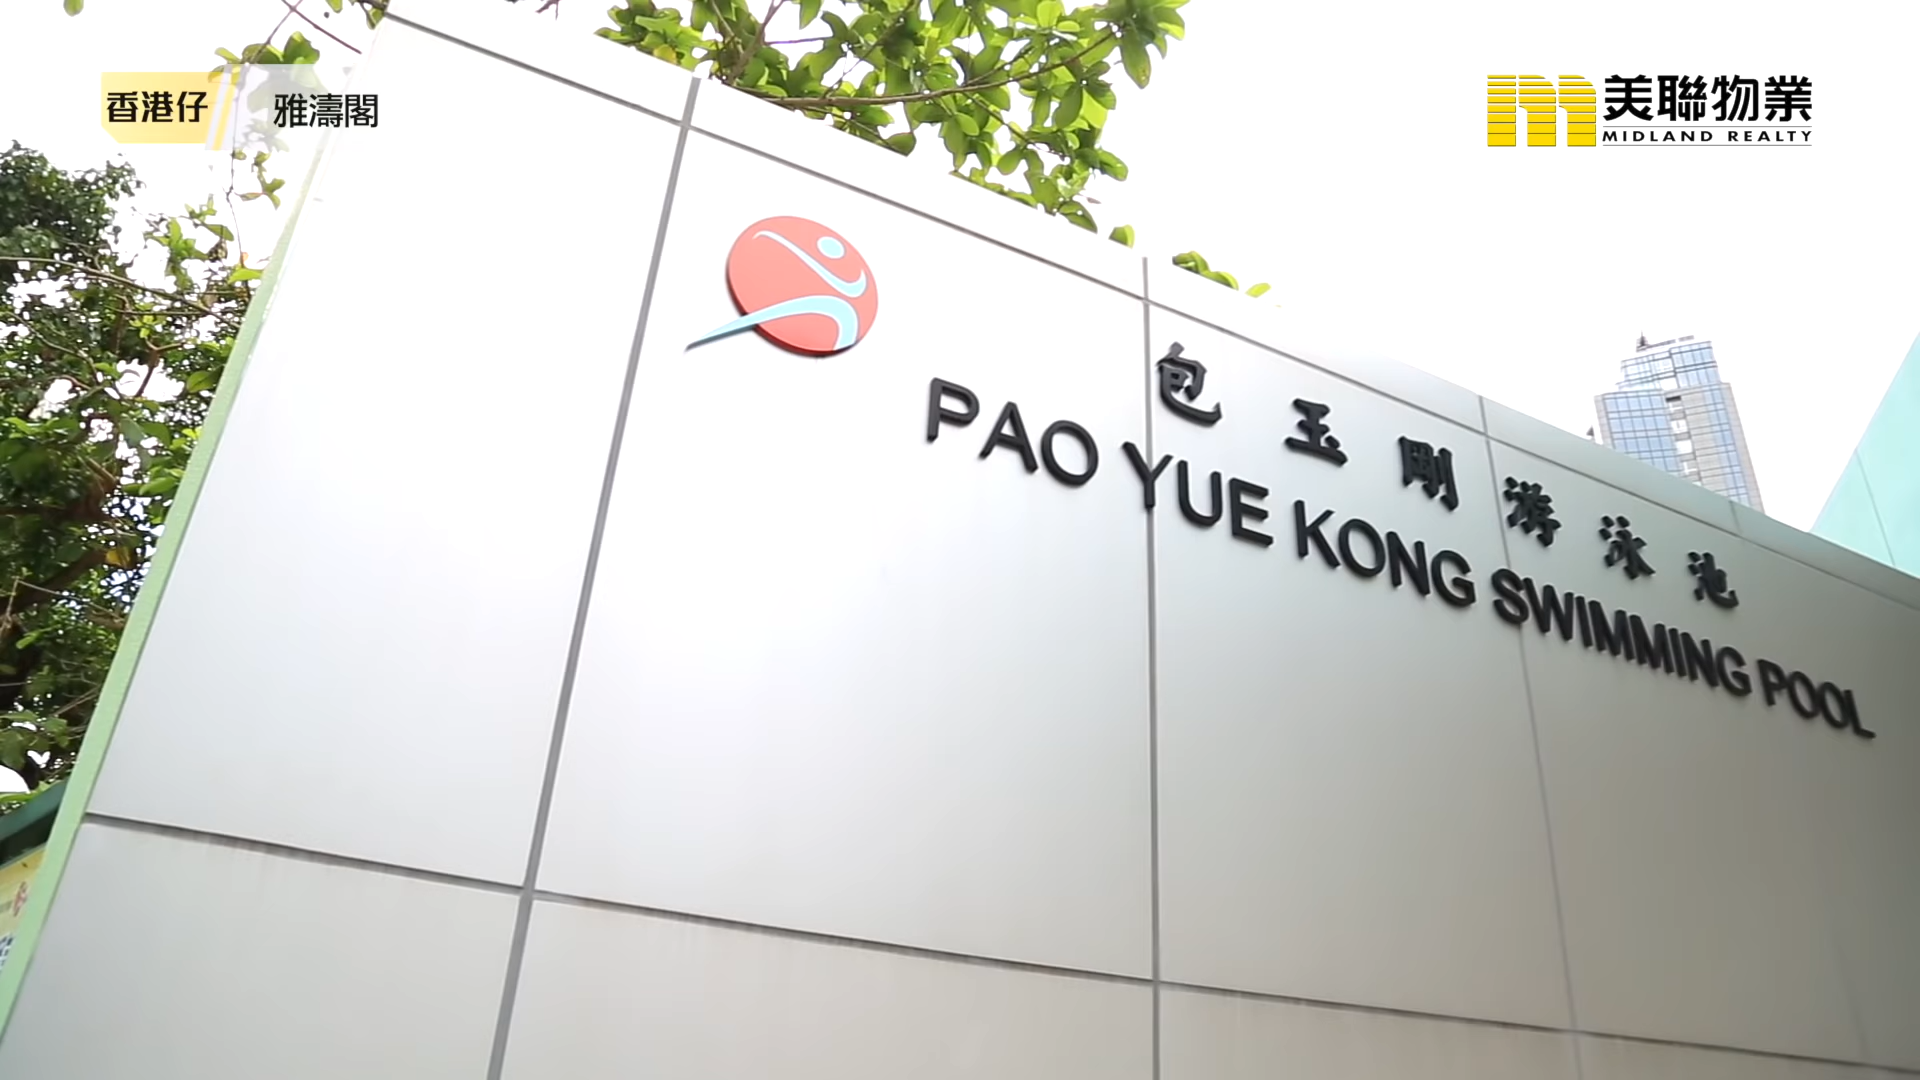 香港仔
雅濤閣
美聯物業
MIDLAND REALTY
包玉剛游泳池
PAO YUE KONG SWIMMING POOL